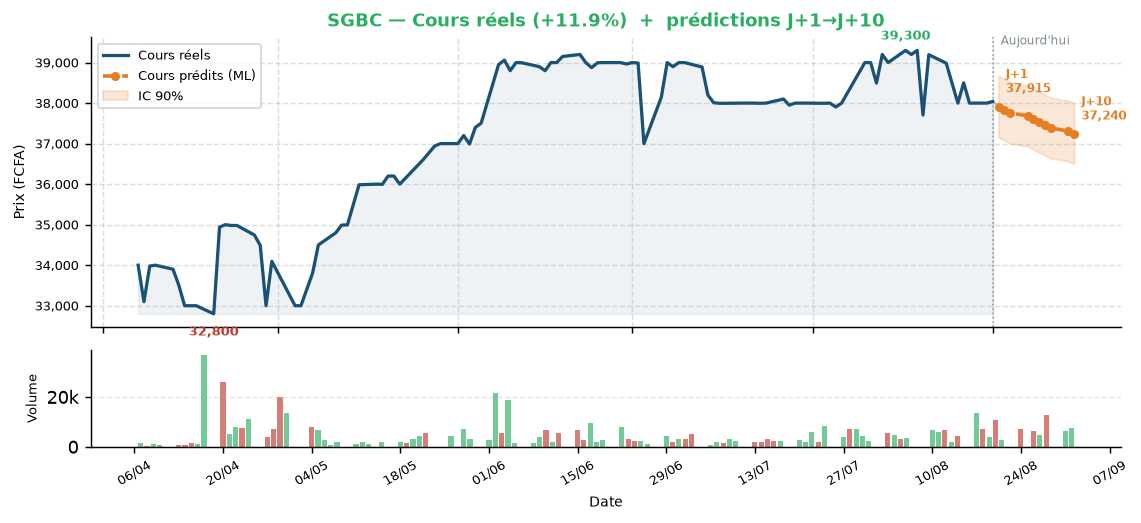 SGBC — Cours réels (+11.9%) + prédictions J+1→J+10
39,300
Aujourd'hui
Cours réels
Cours prédits (ML)
IC 90%
J+1
37,915
J+10
37,240
Prix (FCFA)
39,000
38,000
37,000
36,000
35,000
34,000
33,000
32,800
Volume
20k
0
06/04 20/04 04/05 18/05 01/06 15/06 29/06 13/07 27/07 10/08 24/08 07/09
Date